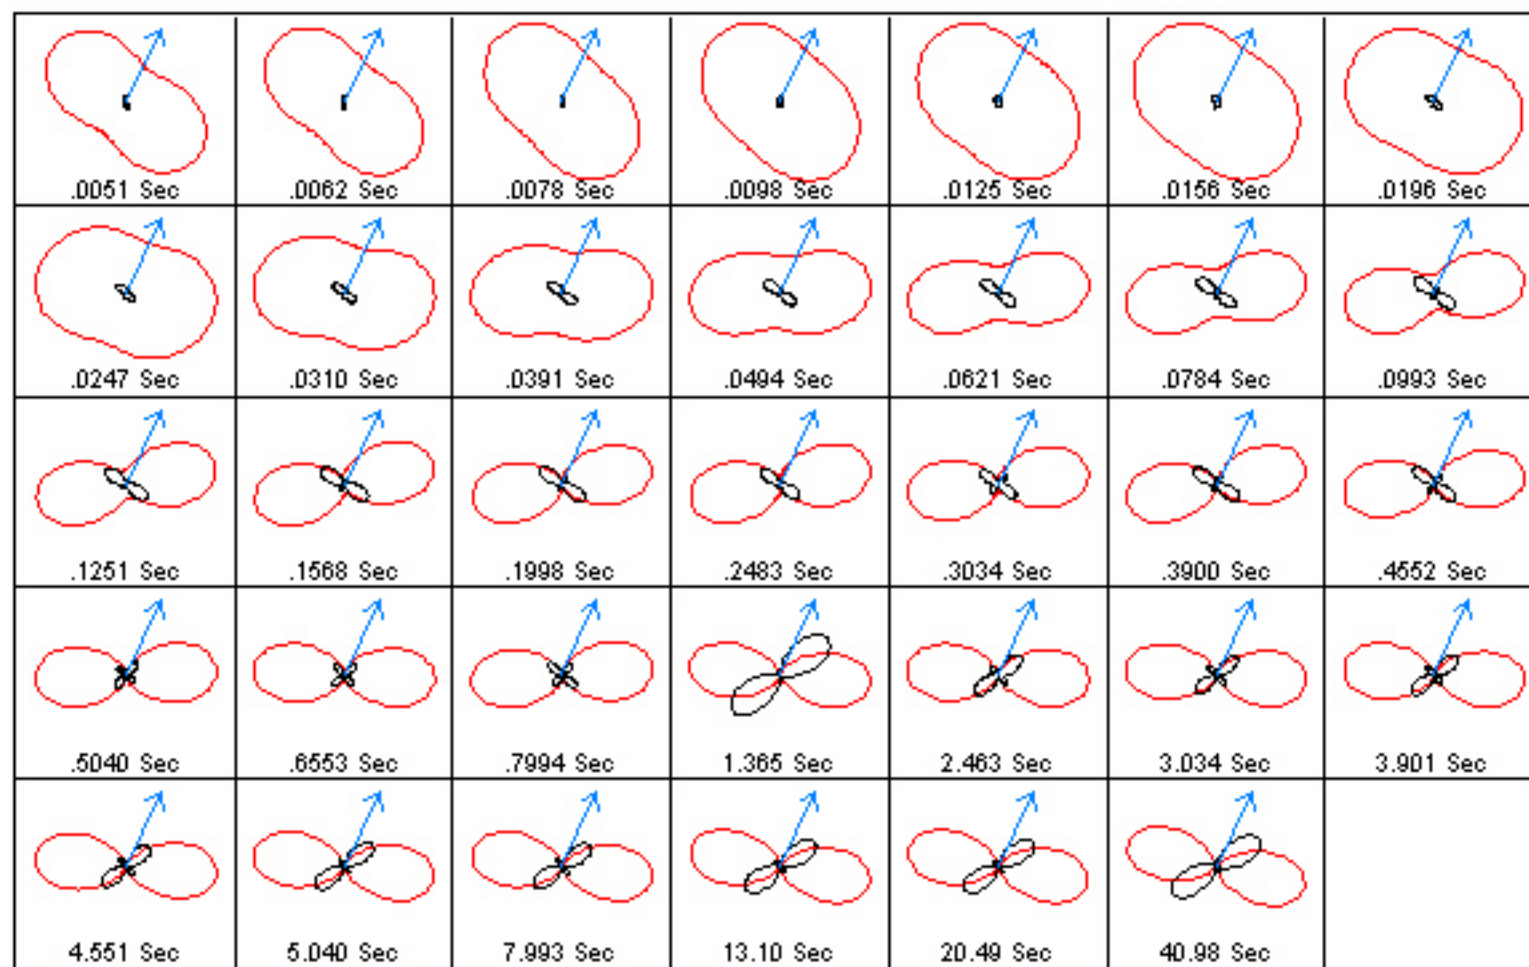 .0051 Sec .0062 Sec .0078 Sec .0098 Sec .0125 Sec .0156 Sec .0196 Sec
.0247 Sec .0310 Sec .0391 Sec .0494 Sec .0621 Sec .0784 Sec .0993 Sec
.1251 Sec .1568 Sec .1998 Sec .2483 Sec .3034 Sec .3900 Sec .4552 Sec
.5040 Sec .6553 Sec .7994 Sec 1.365 Sec 2.463 Sec 3.034 Sec 3.901 Sec
4.551 Sec 5.040 Sec 7.993 Sec 13.10 Sec 20.49 Sec 40.98 Sec